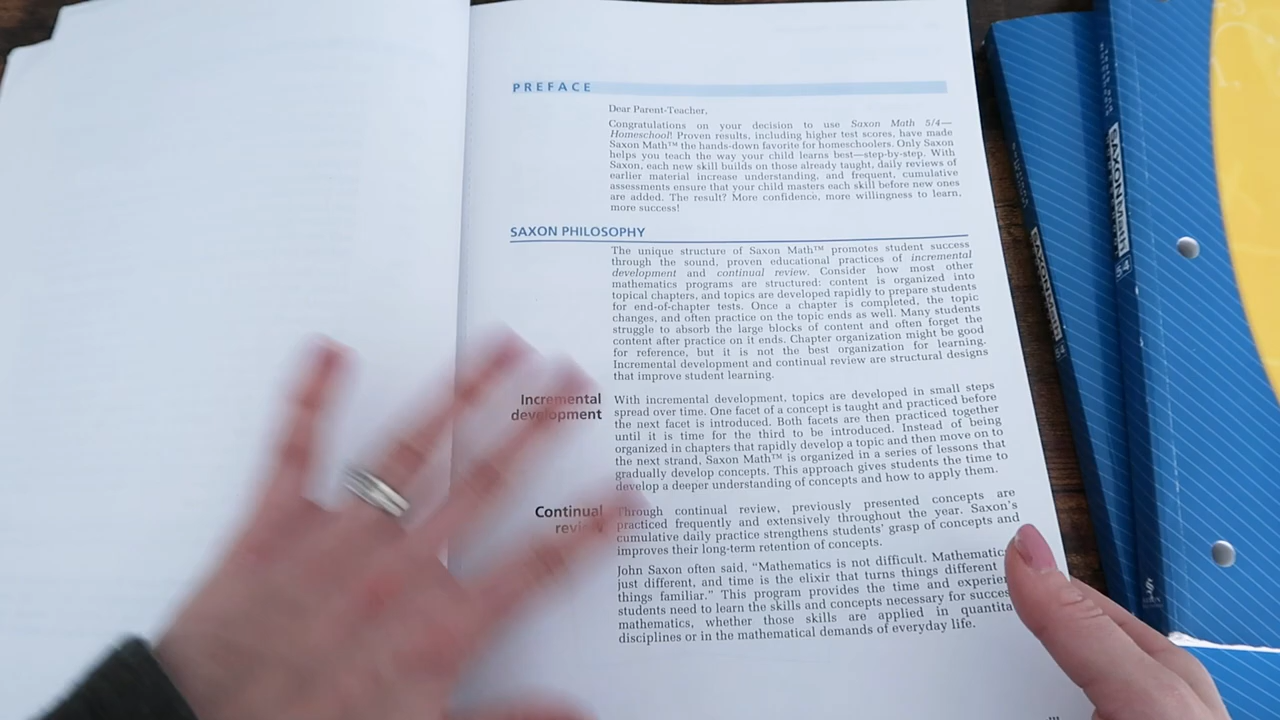 PREFACE
Dear Parent-Teacher,
Congratulations on your decision to use Saxon Math 5/4—
Homeschool! Proven results, including higher test scores, have made
Saxon Math™ the hands-down favorite for homeschoolers. Only Saxon
helps you teach the way your child learns best—step-by-step. With
Saxon, each new skill builds on those already taught, daily reviews of
earlier material increase understanding, and frequent, cumulative
assessments ensure that your child masters each skill before new ones
are added. The result? More confidence, more willingness to learn,
more success!
SAXON PHILOSOPHY
The unique structure of Saxon Math™ promotes student success
through the sound, proven educational practices of incremental
development and continual review. Consider how most other
mathematics programs are structured: content is organized into
topical chapters, and topics are developed rapidly to prepare students
for end-of-chapter tests. Once a chapter is completed, the topic
changes, and often practice on the topic ends as well. Many students
struggle to absorb the large blocks of content and often forget the
content after practice on it ends. Chapter organization might be good
for reference, but it is not the best organization for learning.
Incremental development and continual review are structural designs
that improve student learning.
Incremental
development
With incremental development, topics are developed in small steps
spread over time. One facet of a concept is taught and practiced before
the next facet is introduced. Both facets are then practiced together
until it is time for the third to be introduced. Instead of being
organized in chapters that rapidly develop a topic and then move on to
the next strand, Saxon Math™ is organized in a series of lessons that
gradually develop concepts. This approach gives students the time to
develop a deeper understanding of concepts and how to apply them.
Continual
review
Through continual review, previously presented concepts are
practiced frequently and extensively throughout the year. Saxon's
cumulative daily practice strengthens students' grasp of concepts and
improves their long-term retention of concepts.
John Saxon often said, "Mathematics is not difficult. Mathematic
just different, and time is the elixir that turns things different
things familiar." This program provides the time and experien
students need to learn the skills and concepts necessary for succes
mathematics, whether those skills are applied in quantita
disciplines or in the mathematical demands of everyday life.
iii
SAXON MATH
SAXON MATH 54